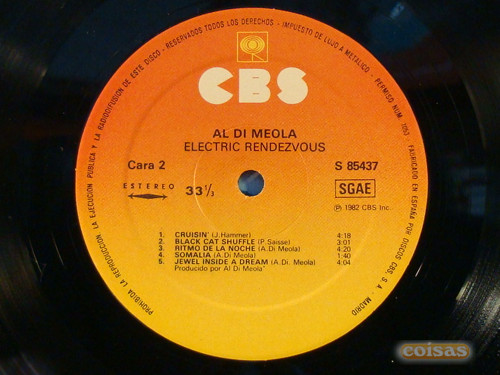 PROHIBIDA LA REPRODUCCION, LA EJECUCION PUBLICA Y LA RADIODIFUSION DE ESTE DISCO - RESERVADOS TODOS LOS DERECHOS - IMPUESTO DE LUJO A METALICO - PERMISO NUM. 1053 - FABRICADO EN ESPAÑA POR DISCOS CBS, S. A. - MADRID
CBS
AL DI MEOLA
ELECTRIC RENDEZVOUS
Cara 2
S 85437
ESTEREO
33 1/3
SGAE
Ⓟ 1982 CBS Inc.
1. CRUISIN' (J.Hammer) 4:18
2. BLACK CAT SHUFFLE (P.Saisse) 3:01
3. RITMO DE LA NOCHE (A.Di Meola) 4:20
4. SOMALIA (A.Di Meola) 1:40
5. JEWEL INSIDE A DREAM (A.Di. Meola) 4:04
Producido por Al Di Meola"
coisas